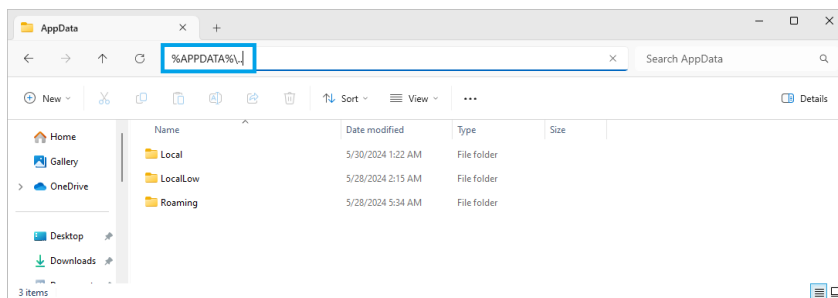 AppData
%APPDATA%\..
Search AppData
New
Sort
View
Details
Name Date modified Type Size
Home
Gallery
OneDrive
Desktop
Downloads
Local 5/30/2024 1:22 AM File folder
LocalLow 5/28/2024 2:15 AM File folder
Roaming 5/28/2024 5:34 AM File folder
3 items